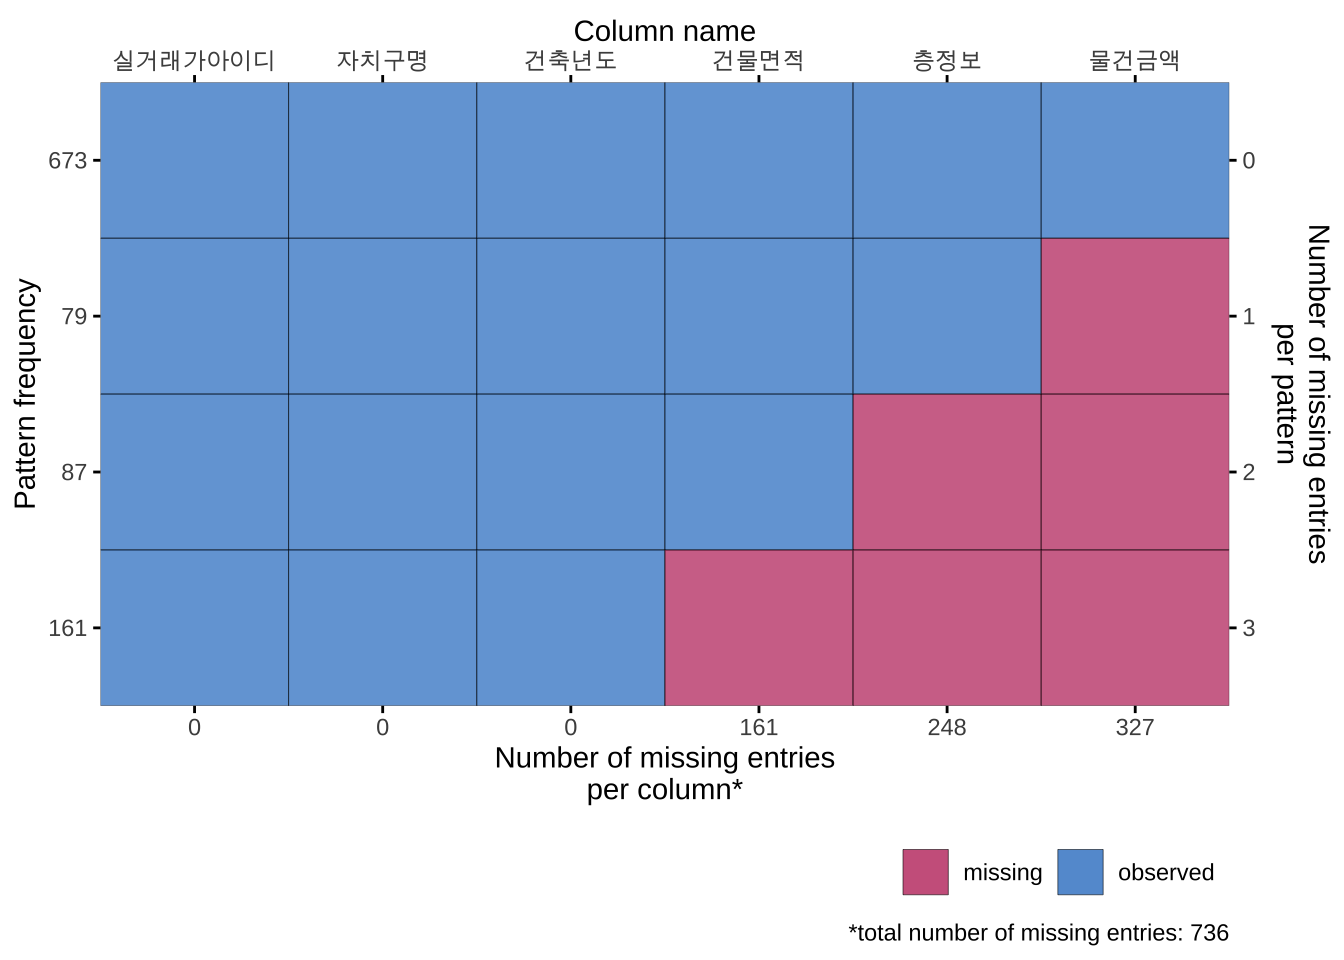 Column name
실거래가아이디 자치구명 건축년도 건물면적 층정보 물건금액
673 0
79 1
87 2
161 3
Pattern frequency
Number of missing entries
per pattern
0 0 0 161 248 327
Number of missing entries
per column*
missing observed
*total number of missing entries: 736